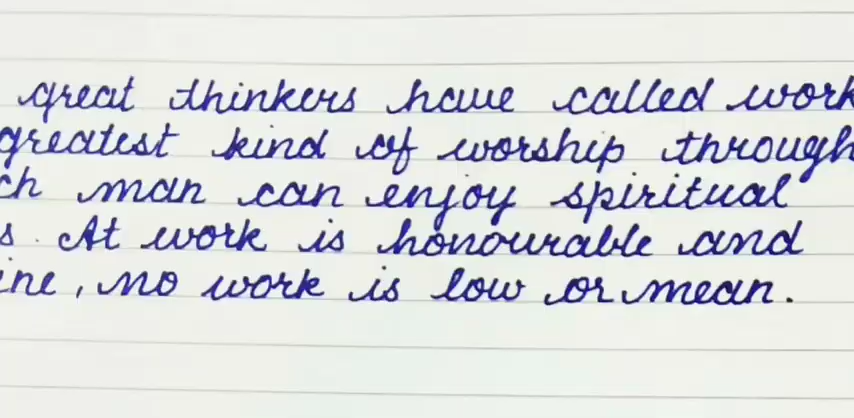 great thinkers have called work
greatest kind of worship through
ch man can enjoy spiritual
s. At work is honourable and
ine, no work is low or mean.